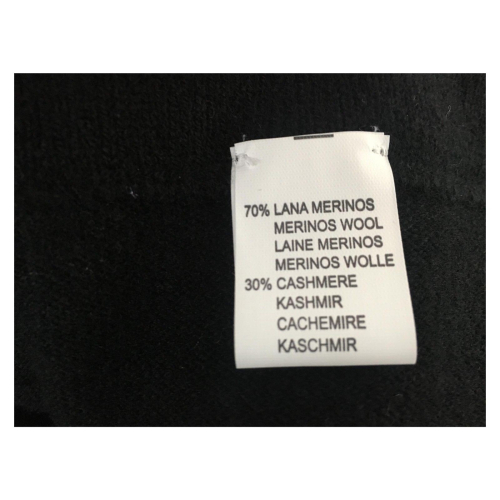 70% LANA MERINOS
MERINOS WOOL
LAINE MERINOS
MERINOS WOLLE
30% CASHMERE
KASHMIR
CACHEMIRE
KASCHMIR